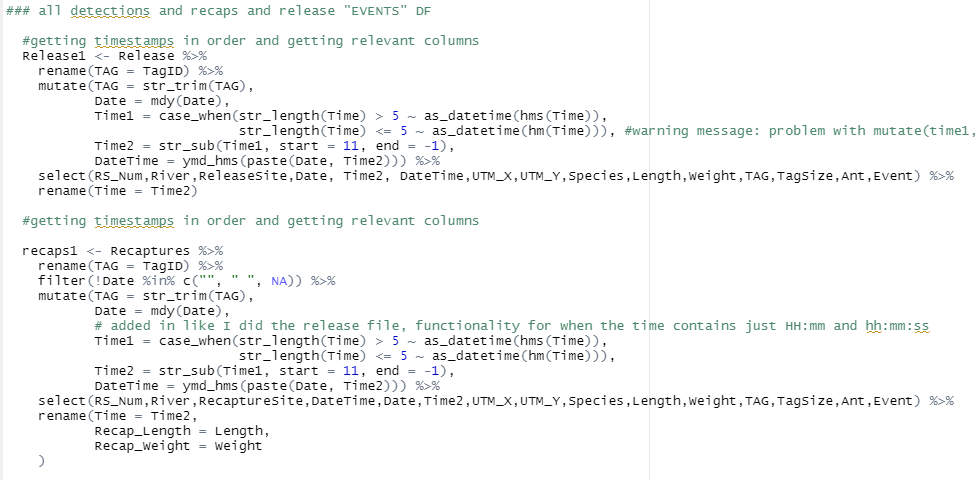 ### all detections and recaps and release "EVENTS" DF
#getting timestamps in order and getting relevant columns
Release1 <- Release %>%
rename(TAG = TagID) %>%
mutate(TAG = str_trim(TAG),
Date = mdy(Date),
Time1 = case_when(str_length(Time) > 5 ~ as_datetime(hms(Time)),
str_length(Time) <= 5 ~ as_datetime(hm(Time))), #warning message: problem with mutate(time1,
Time2 = str_sub(Time1, start = 11, end = -1),
DateTime = ymd_hms(paste(Date, Time2))) %>%
select(RS_Num,River,ReleaseSite,Date, Time2, DateTime,UTM_X,UTM_Y,Species,Length,Weight,TAG,TagSize,Ant,Event) %>%
rename(Time = Time2)
#getting timestamps in order and getting relevant columns
recaps1 <- Recaptures %>%
rename(TAG = TagID) %>%
filter(!Date %in% c("", " ", NA)) %>%
mutate(TAG = str_trim(TAG),
Date = mdy(Date),
# added in like I did the release file, functionality for when the time contains just HH:mm and hh:mm:ss
Time1 = case_when(str_length(Time) > 5 ~ as_datetime(hms(Time)),
str_length(Time) <= 5 ~ as_datetime(hm(Time))),
Time2 = str_sub(Time1, start = 11, end = -1),
DateTime = ymd_hms(paste(Date, Time2))) %>%
select(RS_Num,River,RecaptureSite,DateTime,Date,Time2,UTM_X,UTM_Y,Species,Length,Weight,TAG,TagSize,Ant,Event) %>%
rename(Time = Time2,
Recap_Length = Length,
Recap_Weight = Weight
)